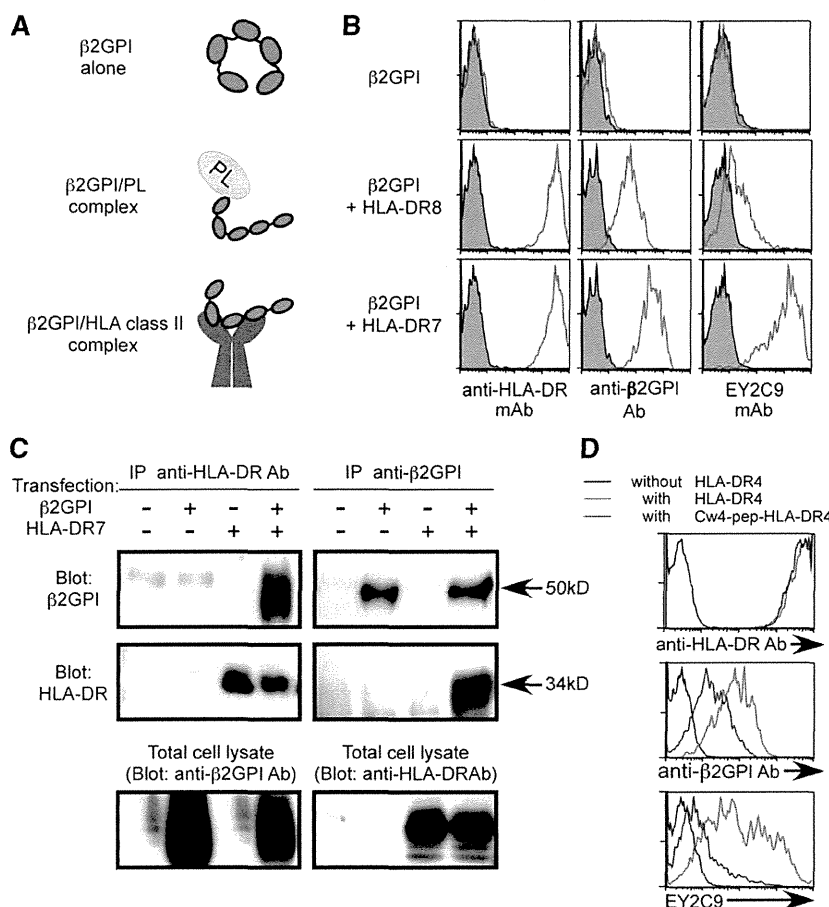 A
β2GPI
alone
β2GPI/PL
complex
PL
β2GPI/HLA class II
complex
B
β2GPI
β2GPI
+ HLA-DR8
β2GPI
+ HLA-DR7
anti-HLA-DR
mAb
anti-β2GPI
Ab
EY2C9
mAb
C
IP anti-HLA-DR Ab
IP anti-β2GPI
Transfection:
β2GPI - + - + - + - +
HLA-DR7 - - + + - - + +
Blot:
β2GPI
50kD
Blot:
HLA-DR
34kD
Total cell lysate
(Blot: anti-β2GPI Ab)
Total cell lysate
(Blot: anti-HLA-DRAb)
D
without HLA-DR4
with HLA-DR4
with Cw4-pep-HLA-DR4
anti-HLA-DR Ab
anti-β2GPI Ab
EY2C9